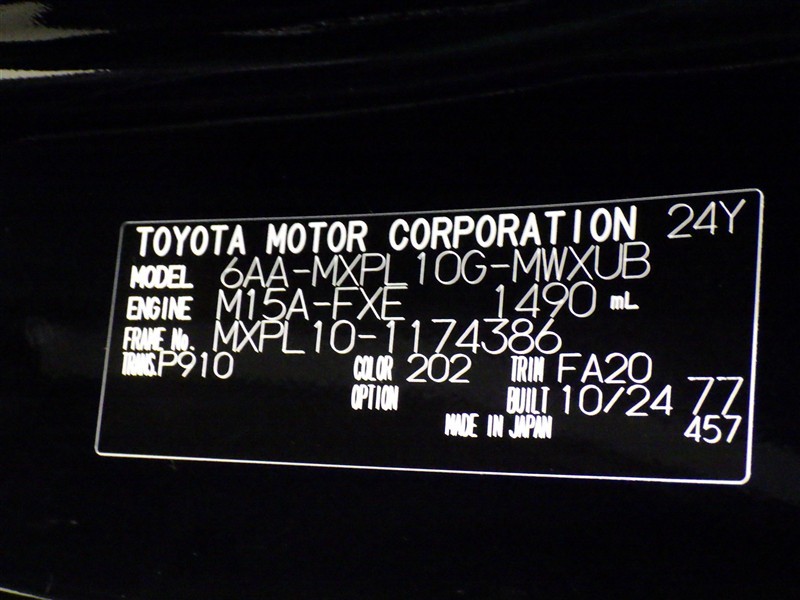 TOYOTA MOTOR CORPORATION 24Y
MODEL 6AA-MXPL10G-MWXUB
ENGINE M15A-FXE 1490 mL
FRAME No. MXPL10-1174386
TRANS. P910 COLOR 202 TRIM FA20
OPTION BUILT 10/24 77
MADE IN JAPAN 457